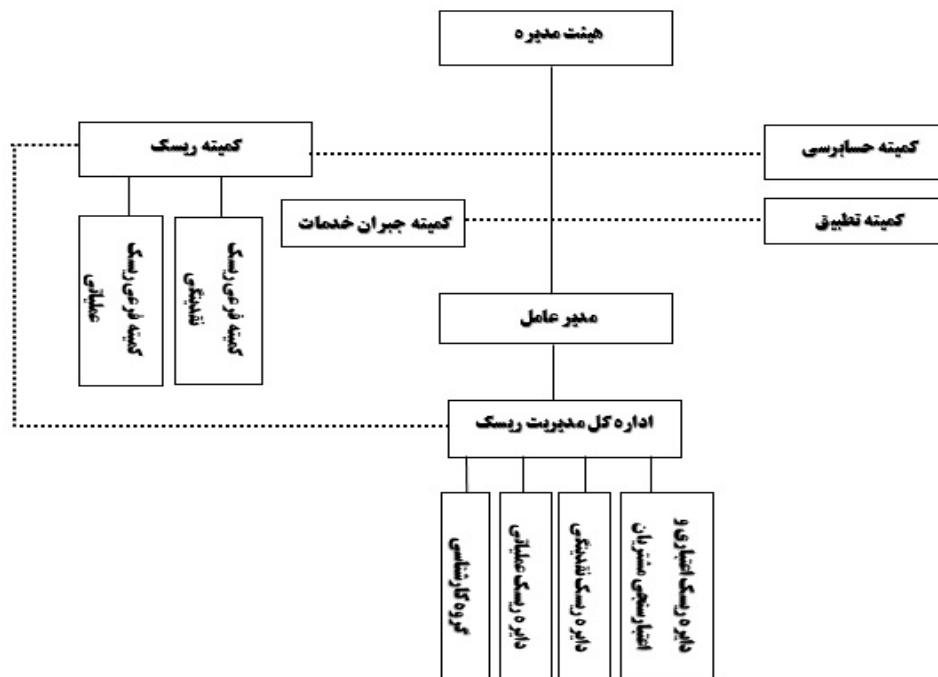 هیئت مدیره
کمیته حسابرسی
کمیته ریسک
کمیته تطبیق
کمیته جبران خدمات
کمیته فرعی ریسک
نقدینگی
کمیته فرعی ریسک
عملیاتی
مدیر عامل
اداره کل مدیریت ریسک
دایره ریسک اعتباری و
اعتبارسنجی مشتریان
دایره ریسک نقدینگی
دایره ریسک عملیاتی
گروه کارشناسی